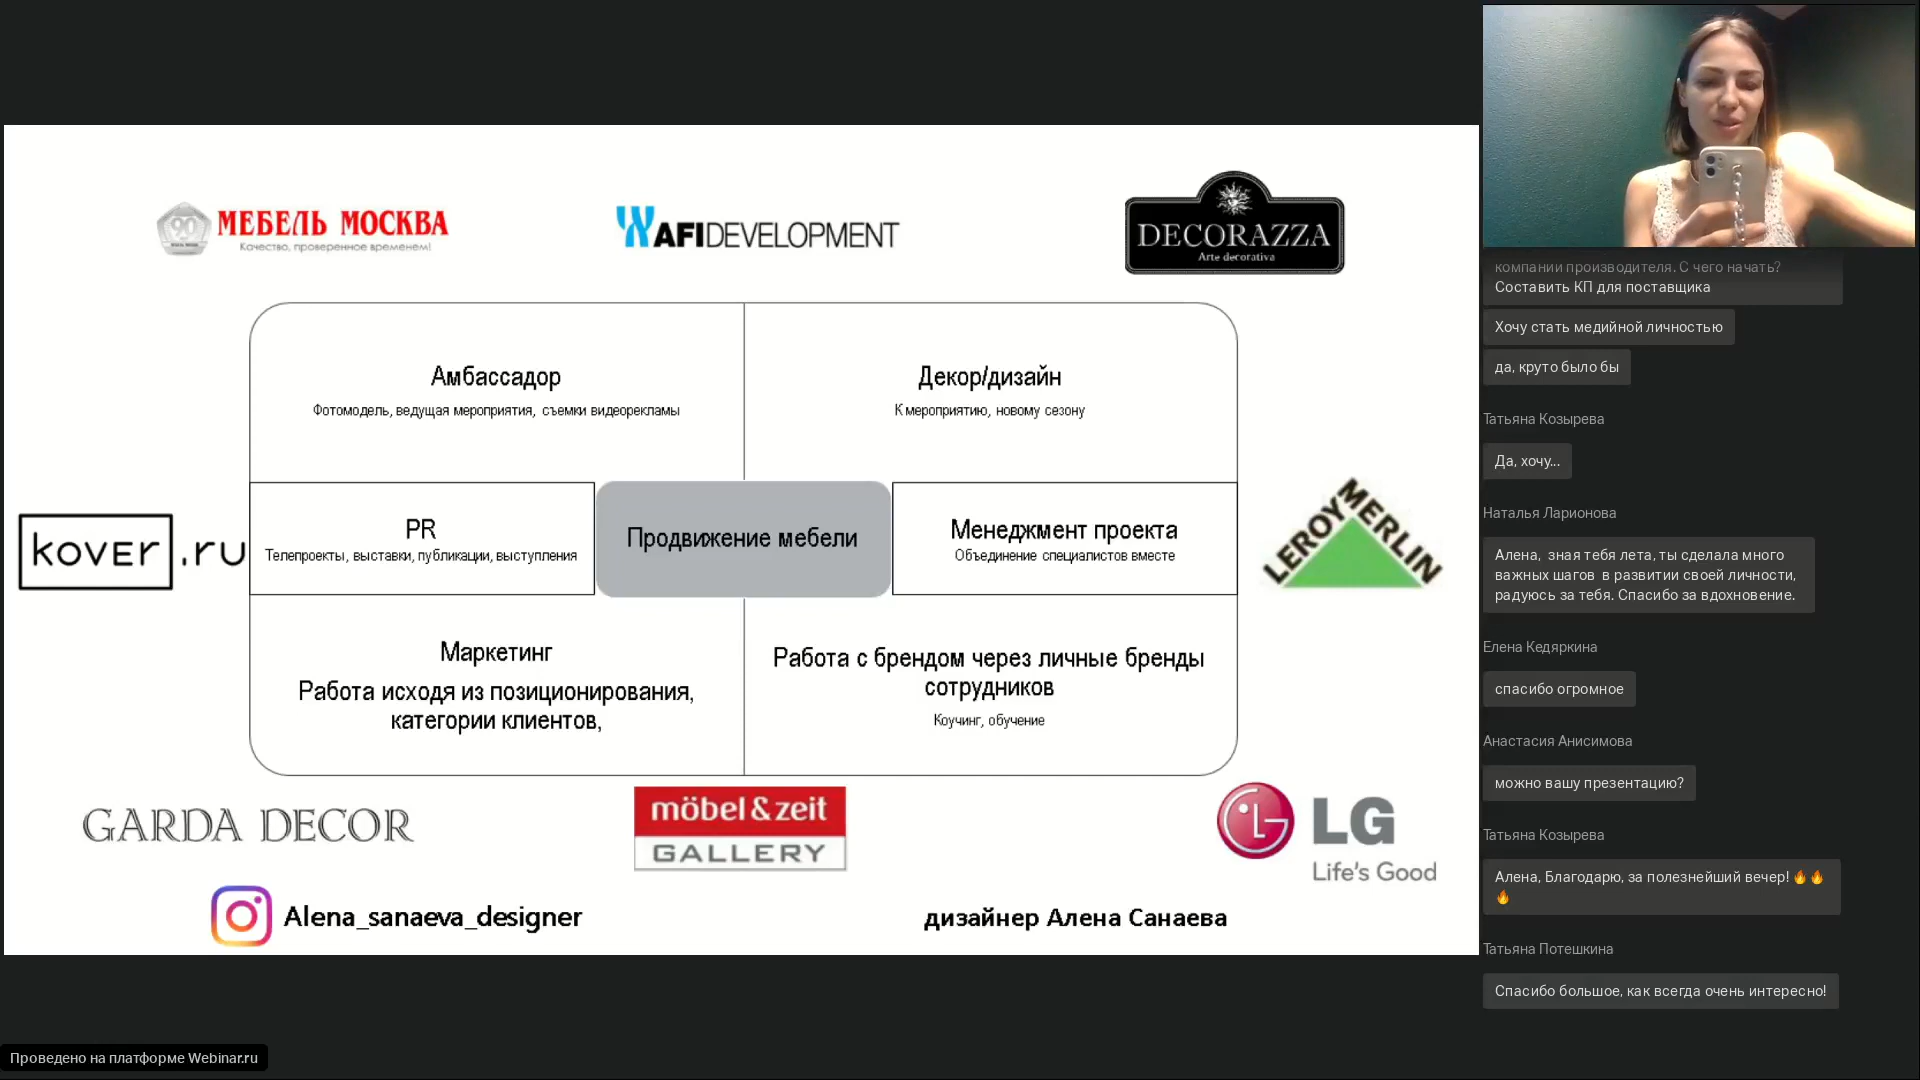 90
МЕБЕЛЬ МОСКВА
Качество, проверенное временем!
AFIDEVELOPMENT
DECORAZZA
Arte decorativa
Амбассадор
Фотомодель, ведущая мероприятия, съемки видеорекламы
Декор/дизайн
К мероприятию, новому сезону
kover.ru
PR
Телепроекты, выставки, публикации, выступления
Продвижение мебели
Менеджмент проекта
Объединение специалистов вместе
LEROY MERLIN
Маркетинг
Работа исходя из позиционирования,
категории клиентов,
Работа с брендом через личные бренды
сотрудников
Коучинг, обучение
GARDA DECOR
möbel & zeit
GALLERY
LG
Life's Good
Alena_sanaeva_designer
дизайнер Алена Санаева
компании производителя. С чего начать?
Составить КП для поставщика
Хочу стать медийной личностью
да, круто было бы
Татьяна Козырева
Да, хочу...
Наталья Ларионова
Алена, зная тебя лета, ты сделала много
важных шагов в развитии своей личности,
радуюсь за тебя. Спасибо за вдохновение.
Елена Кедяркина
спасибо огромное
Анастасия Анисимова
можно вашу презентацию?
Татьяна Козырева
Алена, Благодарю, за полезнейший вечер! 🔥🔥
🔥
Татьяна Потешкина
Спасибо большое, как всегда очень интересно!
Проведено на платформе Webinar.ru